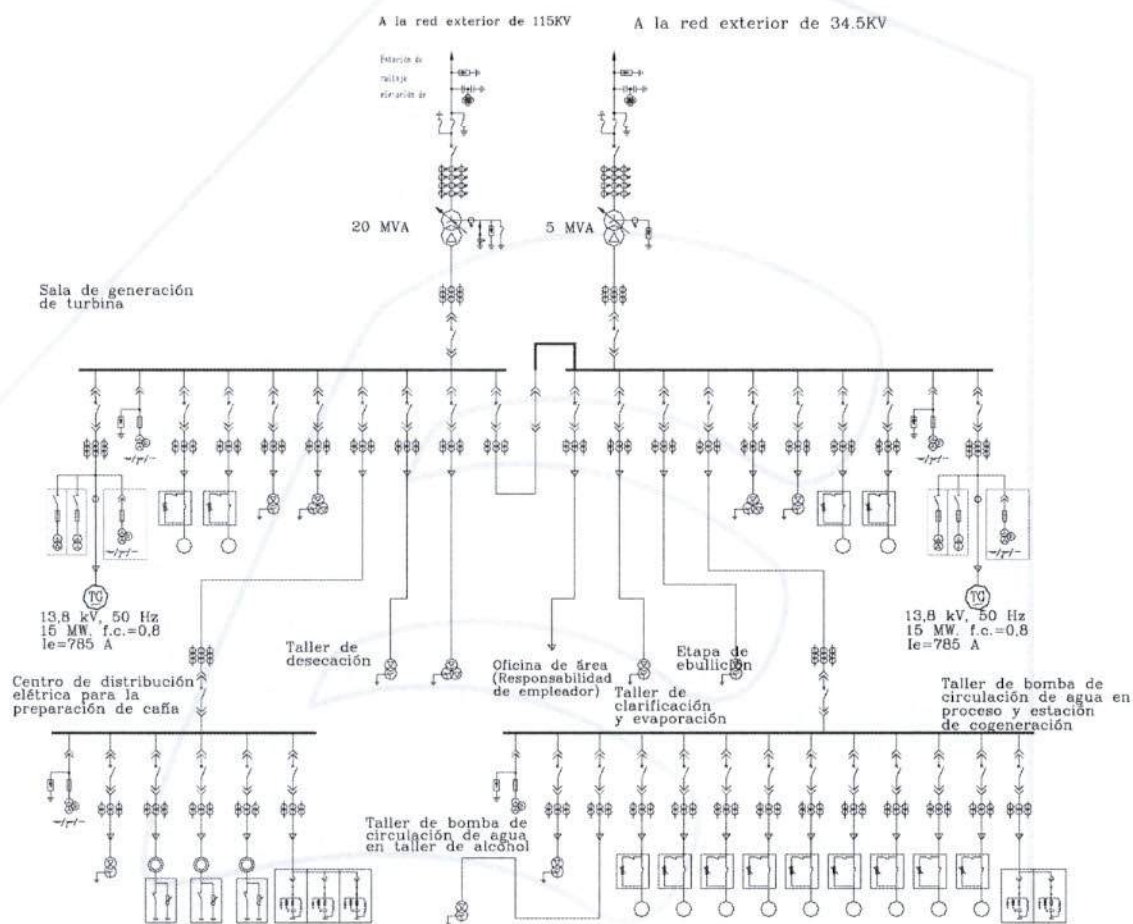 A la red exterior de 115KV
A la red exterior de 34.5KV
20 MVA
5 MVA
Sala de generación
de turbina
TG
13,8 kV, 50 Hz
15 MW. f.c.=0,8
Ie=785 A
TG
13,8 kV, 50 Hz
15 MW. f.c.=0,8
Ie=785 A
Taller de
desecación
Oficina de área
(Responsabilidad
de empleador)
Taller de
clarificación
y evaporación
Etapa de
ebullición
Centro de distribución
elétrica para la
preparación de caña
Taller de bomba de
circulación de agua en
proceso y estación
de cogeneración
Taller de bomba de
circulación de agua
en taller de alcohol